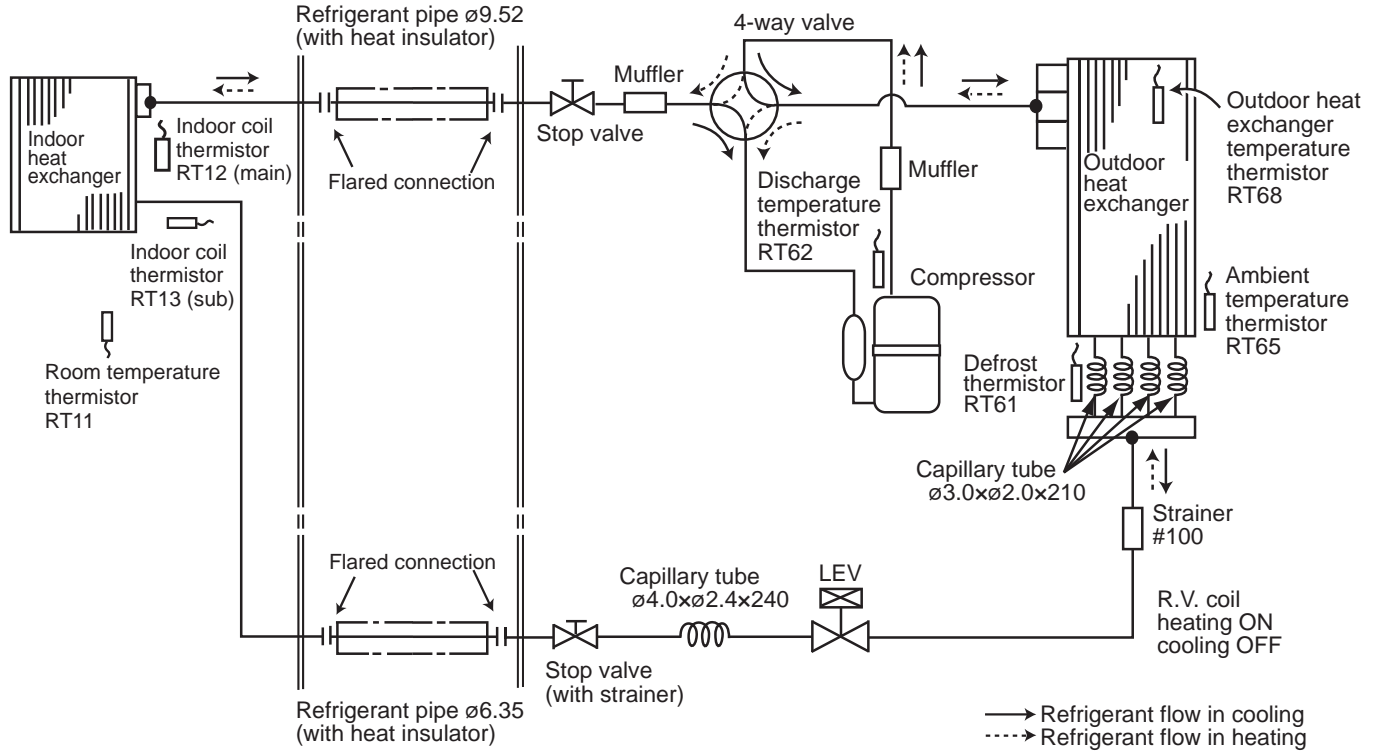 Refrigerant pipe ø9.52
(with heat insulator)
4-way valve
Muffler
Stop valve
Indoor
heat
exchanger
Indoor coil
thermistor
RT12 (main)
Flared connection
Indoor coil
thermistor
RT13 (sub)
Room temperature
thermistor
RT11
Discharge
temperature
thermistor
RT62
Muffler
Compressor
Outdoor
heat
exchanger
Outdoor heat
exchanger
temperature
thermistor
RT68
Ambient
temperature
thermistor
RT65
Defrost
thermistor
RT61
Capillary tube
ø3.0×ø2.0×210
Strainer
#100
Flared connection
Capillary tube
ø4.0×ø2.4×240
LEV
Stop valve
(with strainer)
R.V. coil
heating ON
cooling OFF
Refrigerant pipe ø6.35
(with heat insulator)
Refrigerant flow in cooling
Refrigerant flow in heating